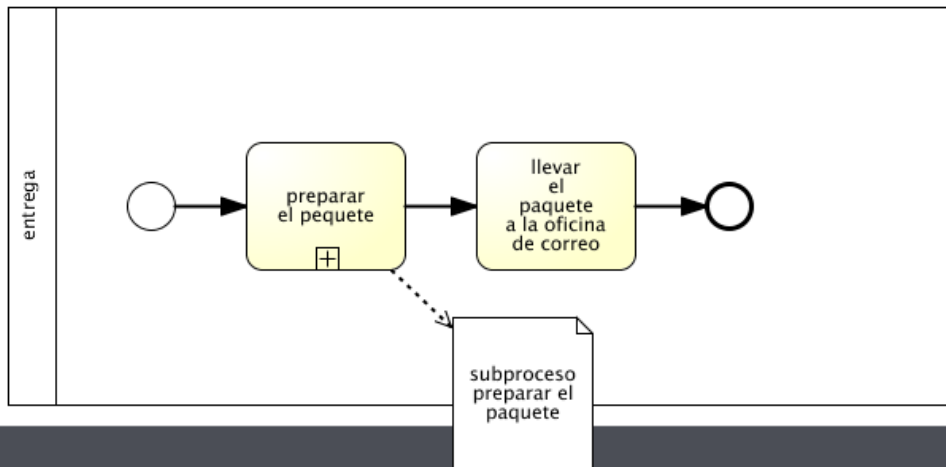 entrega
preparar
el pequete
llevar
el
paquete
a la oficina
de correo
subproceso
preparar el
paquete